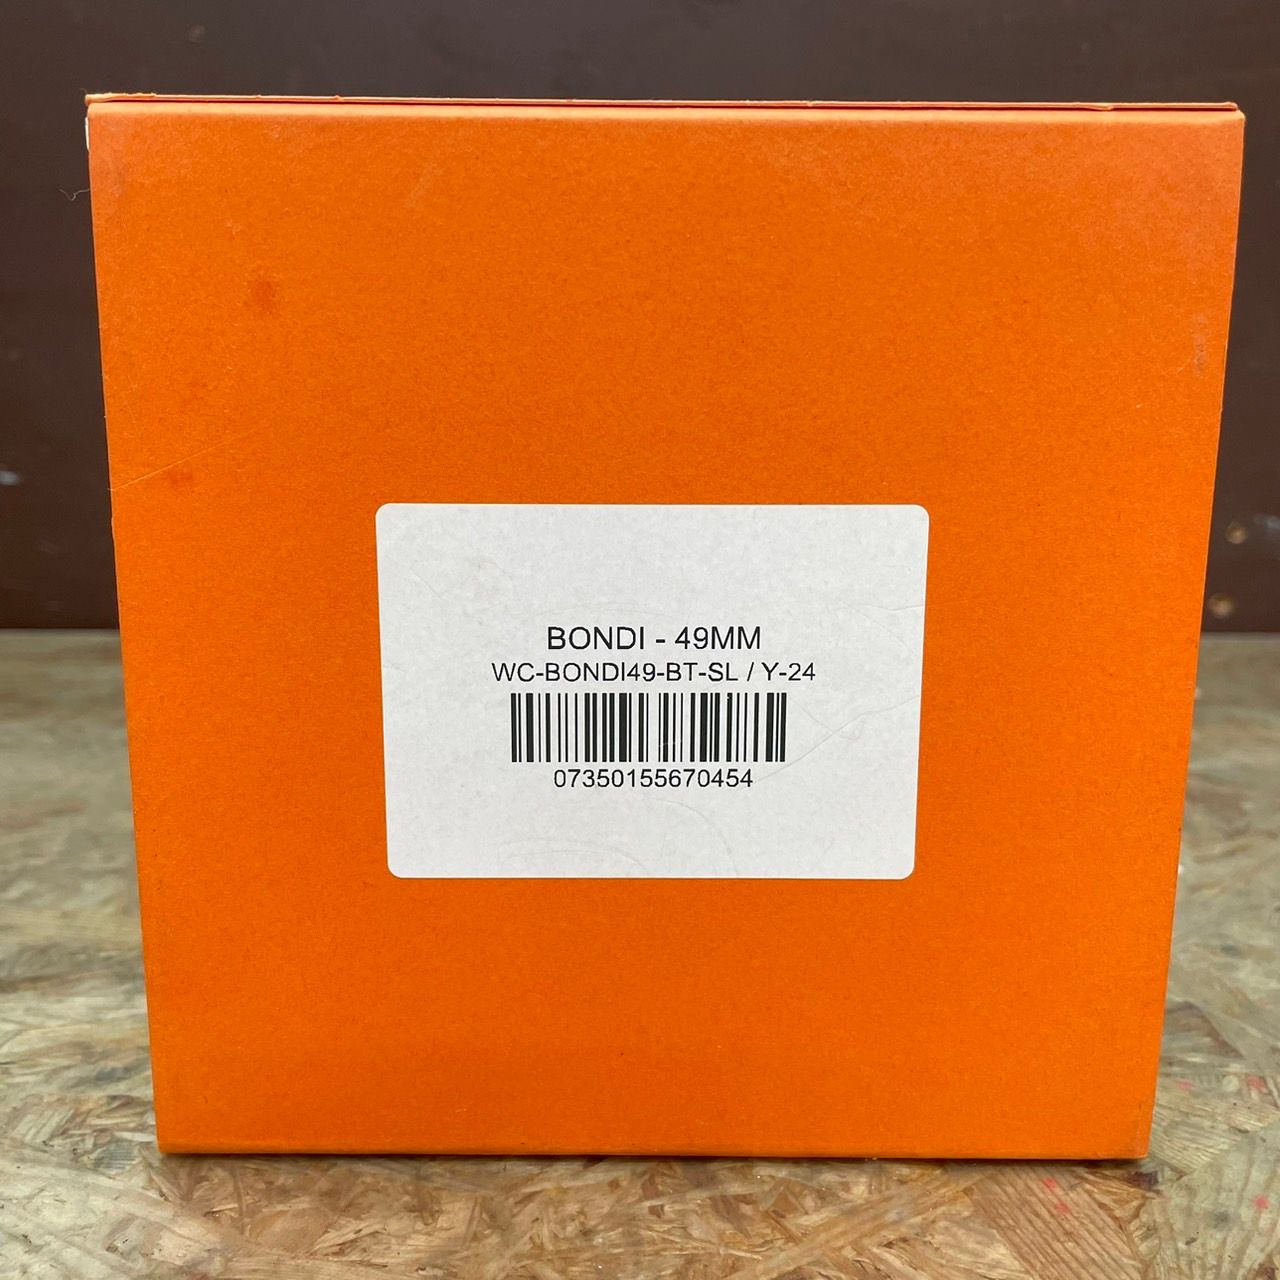 BONDI - 49MM
WC-BONDI49-BT-SL / Y-24
07350155670454